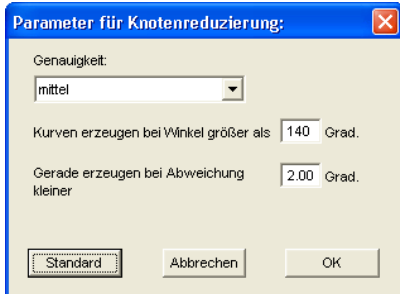 Parameter für Knotenreduzierung:
Genauigkeit:
mittel
Kurven erzeugen bei Winkel größer als 140 Grad.
Gerade erzeugen bei Abweichung kleiner 2.00 Grad.
Standard Abbrechen OK